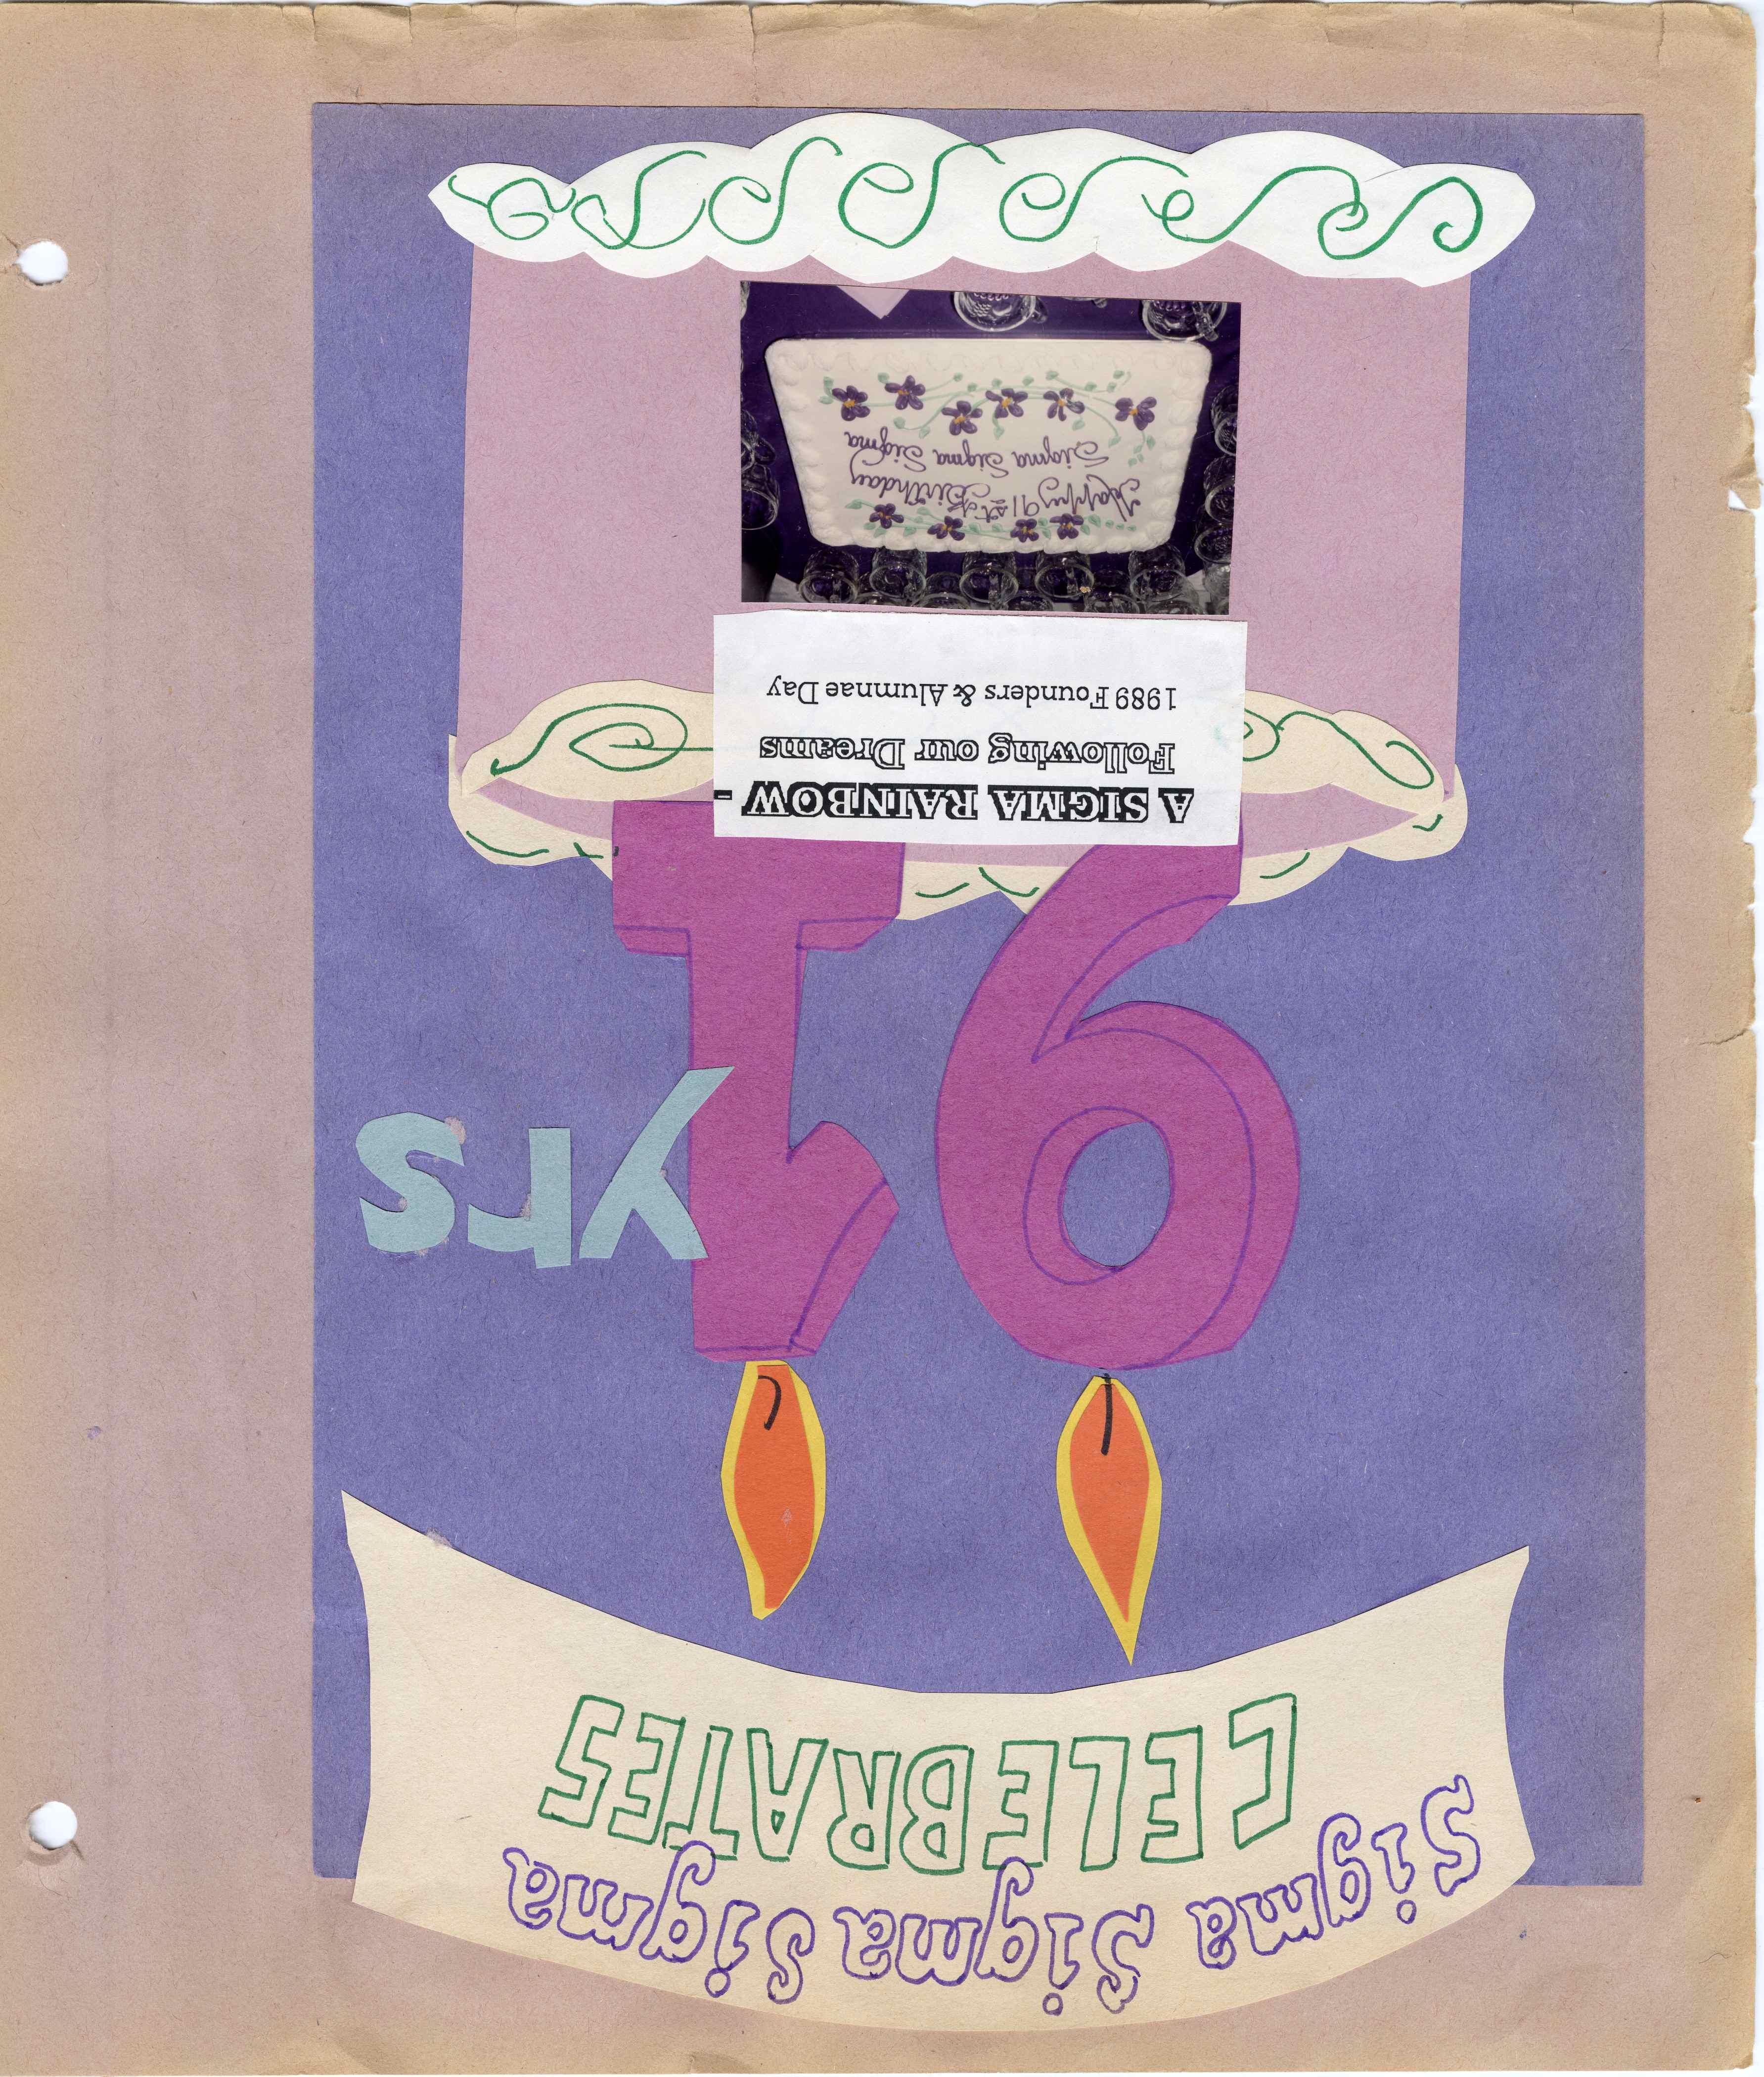 Sigma Sigma Sigma
CELEBRATES
91
yrs
A SIGMA RAINBOW -
Following our Dreams
1989 Founders & Alumnae Day
Happy 91st Birthday
Sigma Sigma Sigma